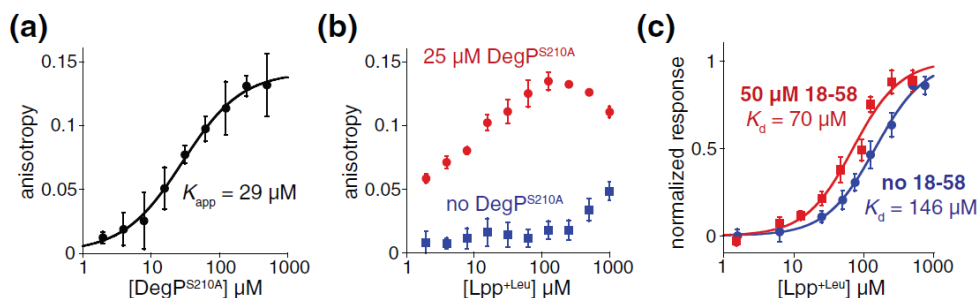 (a)
0.15
0.1
0.05
0
anisotropy
K_app = 29 µM
1 10 100 1000
[DegP^S210A] µM
(b)
0.15
0.1
0.05
0
anisotropy
25 µM DegP^S210A
no DegP^S210A
1 10 100 1000
[Lpp^+Leu] µM
(c)
1
0.5
0
normalized response
50 µM 18-58
K_d = 70 µM
no 18-58
K_d = 146 µM
1 10 100 1000
[Lpp^+Leu] µM